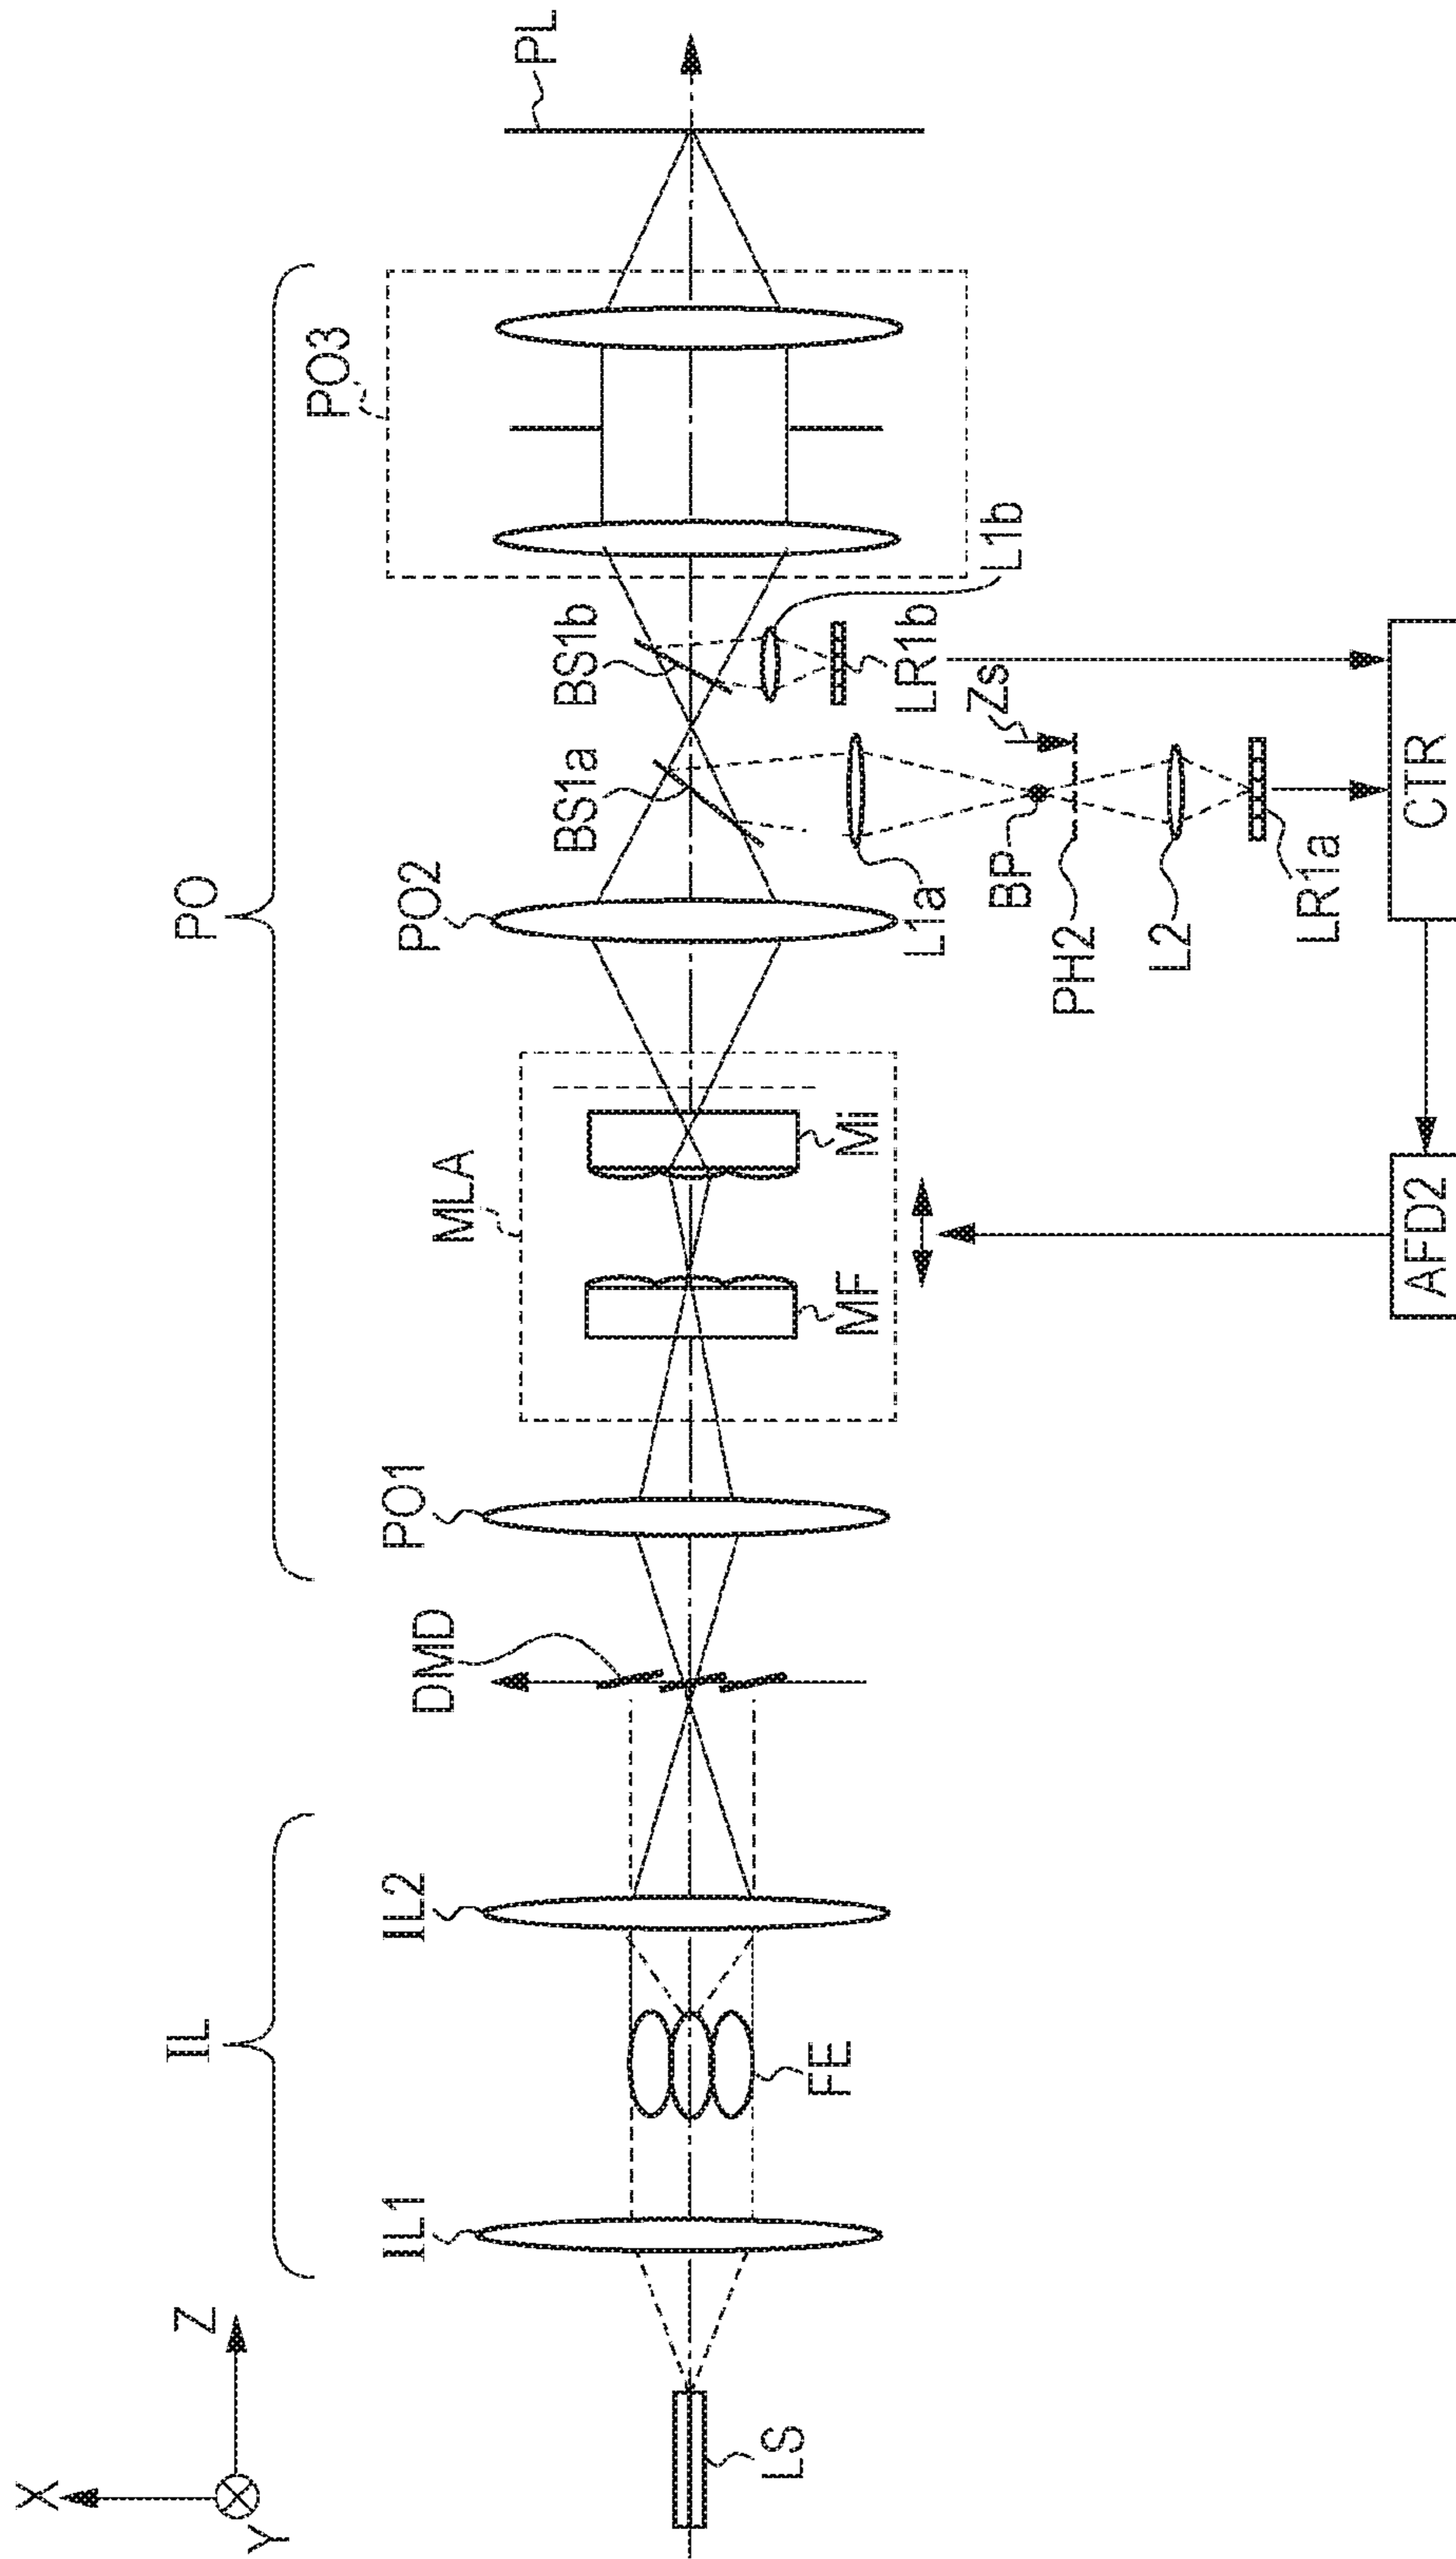 X
Y
Z
IL
PO
IL1
IL2
DMD
PO1
MLA
PO2
PO3
PL
LS
FE
MF
Mi
BS1a
BS1b
L1a
L1b
LR1b
BP
Zs
PH2
L2
LR1a
AFD2
CTR